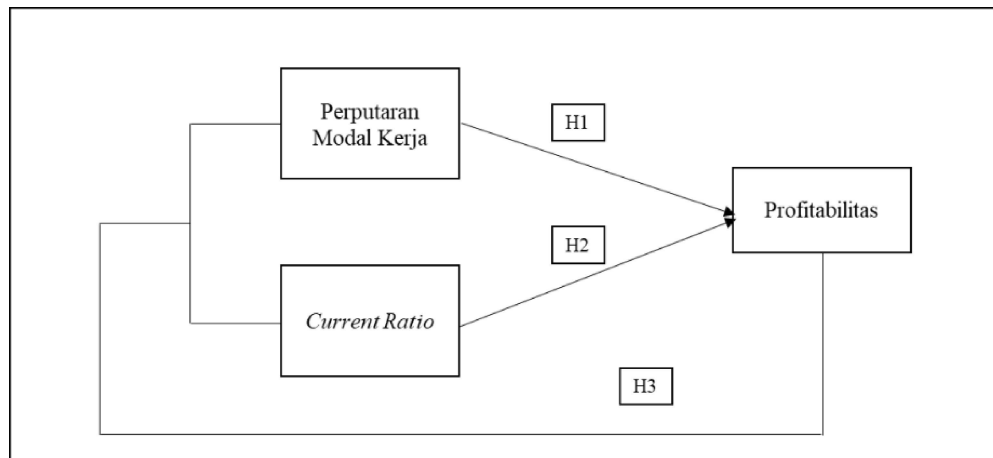 Perputaran
Modal Kerja
H1
Profitabilitas
H2
Current Ratio
H3